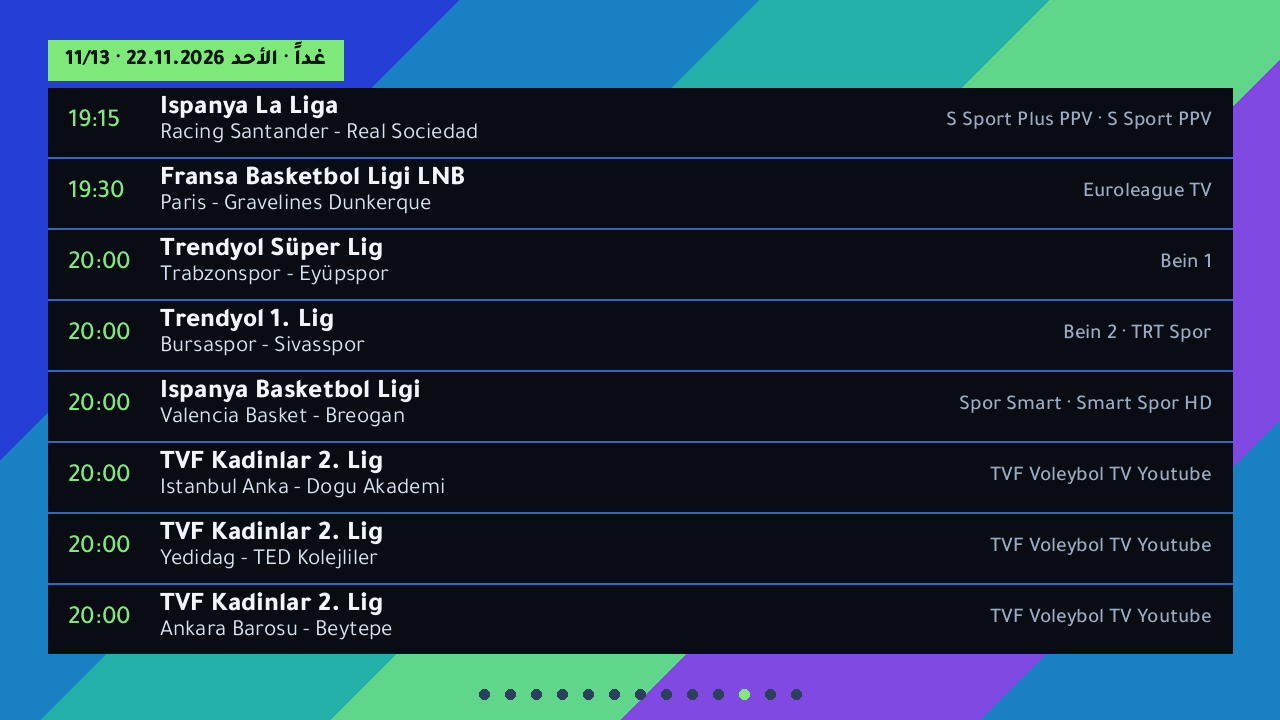 غداً · الأحد 22.11.2026 · 11/13
19:15
Ispanya La Liga
Racing Santander - Real Sociedad
S Sport Plus PPV · S Sport PPV
19:30
Fransa Basketbol Ligi LNB
Paris - Gravelines Dunkerque
Euroleague TV
20:00
Trendyol Süper Lig
Trabzonspor - Eyüpspor
Bein 1
20:00
Trendyol 1. Lig
Bursaspor - Sivasspor
Bein 2 · TRT Spor
20:00
Ispanya Basketbol Ligi
Valencia Basket - Breogan
Spor Smart · Smart Spor HD
20:00
TVF Kadinlar 2. Lig
Istanbul Anka - Dogu Akademi
TVF Voleybol TV Youtube
20:00
TVF Kadinlar 2. Lig
Yedidag - TED Kolejliler
TVF Voleybol TV Youtube
20:00
TVF Kadinlar 2. Lig
Ankara Barosu - Beytepe
TVF Voleybol TV Youtube